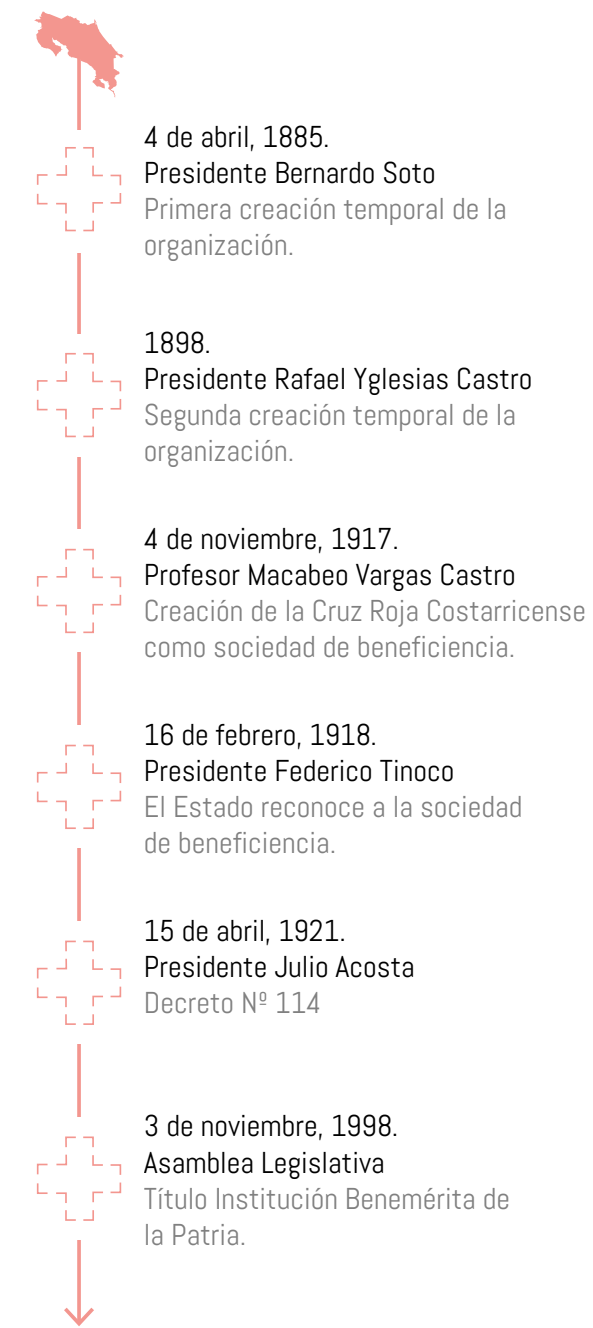 4 de abril, 1885.
Presidente Bernardo Soto
Primera creación temporal de la
organización.
1898.
Presidente Rafael Yglesias Castro
Segunda creación temporal de la
organización.
4 de noviembre, 1917.
Profesor Macabeo Vargas Castro
Creación de la Cruz Roja Costarricense
como sociedad de beneficiencia.
16 de febrero, 1918.
Presidente Federico Tinoco
El Estado reconoce a la sociedad
de beneficiencia.
15 de abril, 1921.
Presidente Julio Acosta
Decreto Nº 114
3 de noviembre, 1998.
Asamblea Legislativa
Título Institución Benemérita de
la Patria.